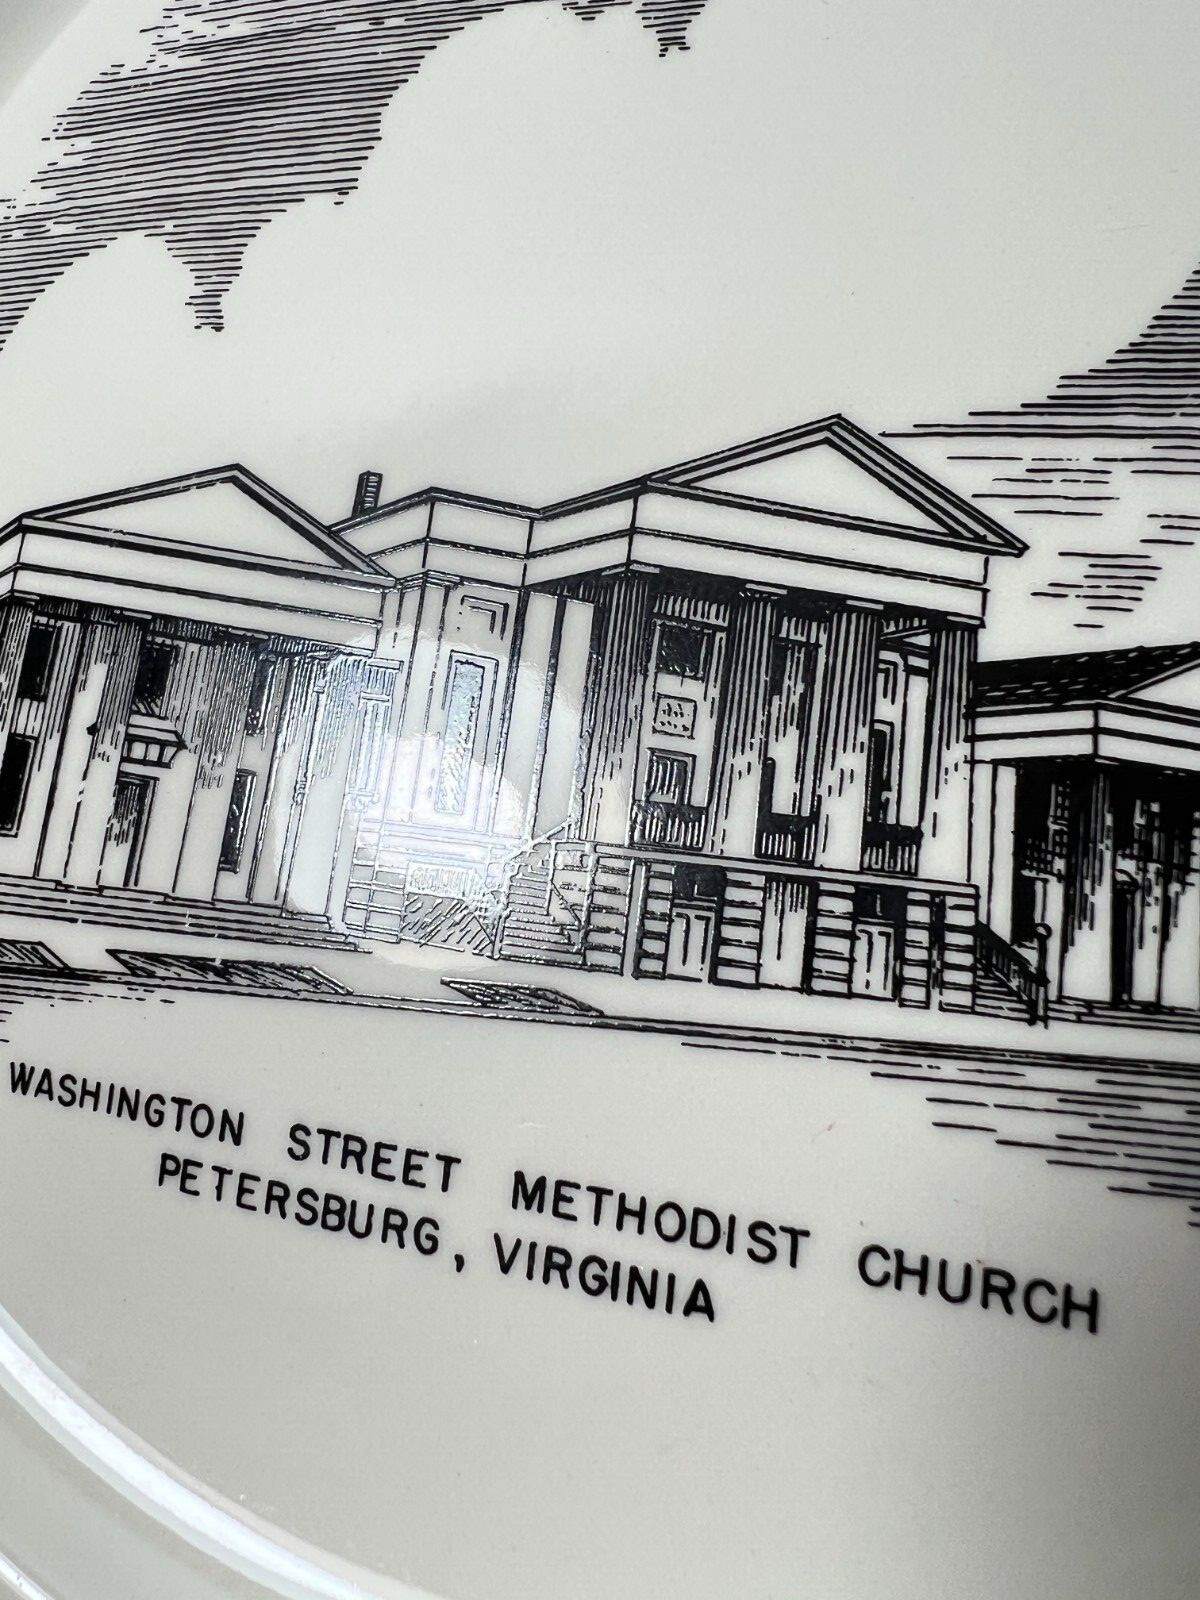 WASHINGTON STREET METHODIST CHURCH
PETERSBURG, VIRGINIA